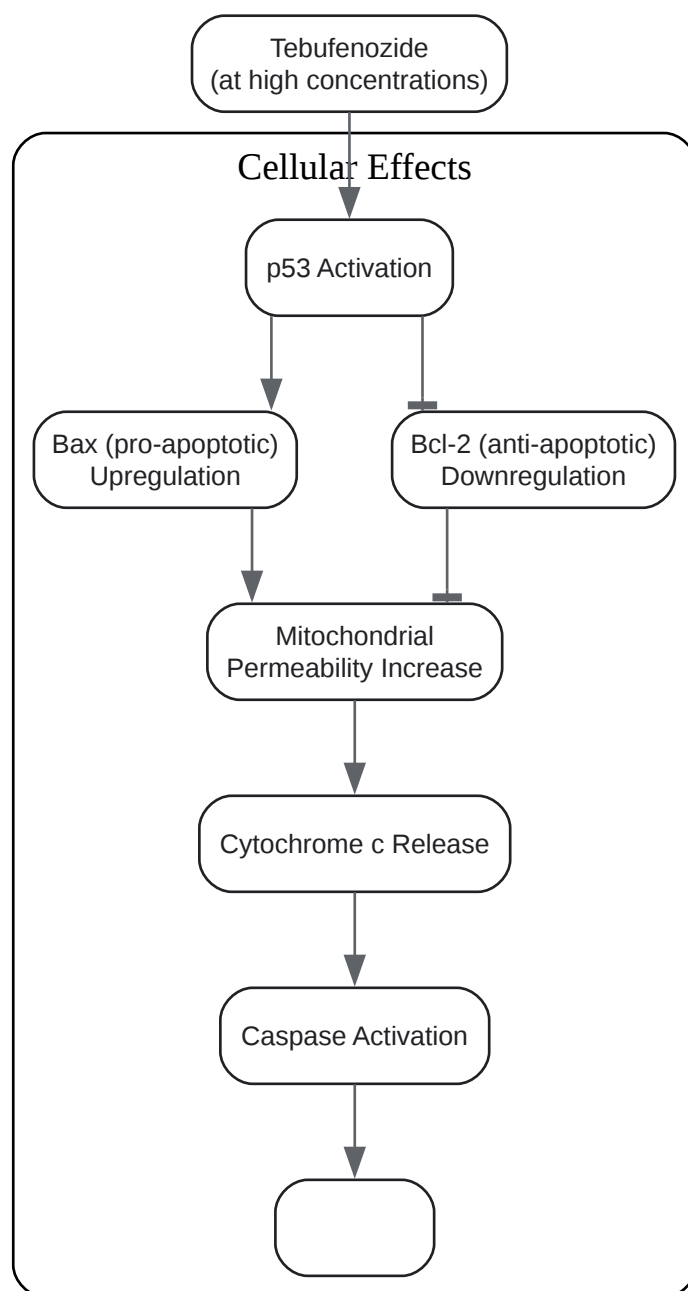 Tebufenozide
(at high concentrations)
Cellular Effects
p53 Activation
Bax (pro-apoptotic)
Upregulation
Bcl-2 (anti-apoptotic)
Downregulation
Mitochondrial
Permeability Increase
Cytochrome c Release
Caspase Activation